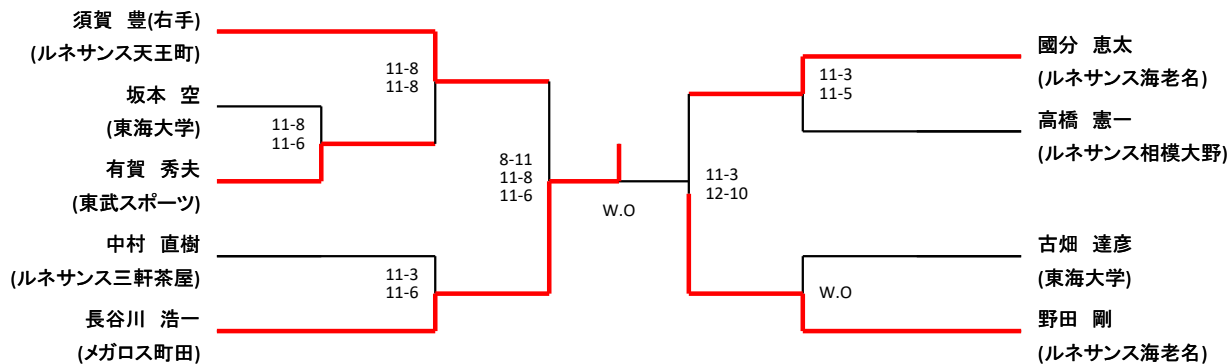 須賀 豊(右手)
(ルネサンス天王町)
坂本 空
(東海大学)
有賀 秀夫
(東武スポーツ)
中村 直樹
(ルネサンス三軒茶屋)
長谷川 浩一
(メガロス町田)
11-8
11-6
11-8
11-8
11-3
11-6
8-11
11-8
11-6
W.O
11-3
12-10
11-3
11-5
W.O
國分 恵太
(ルネサンス海老名)
高橋 憲一
(ルネサンス相模大野)
古畑 達彦
(東海大学)
野田 剛
(ルネサンス海老名)